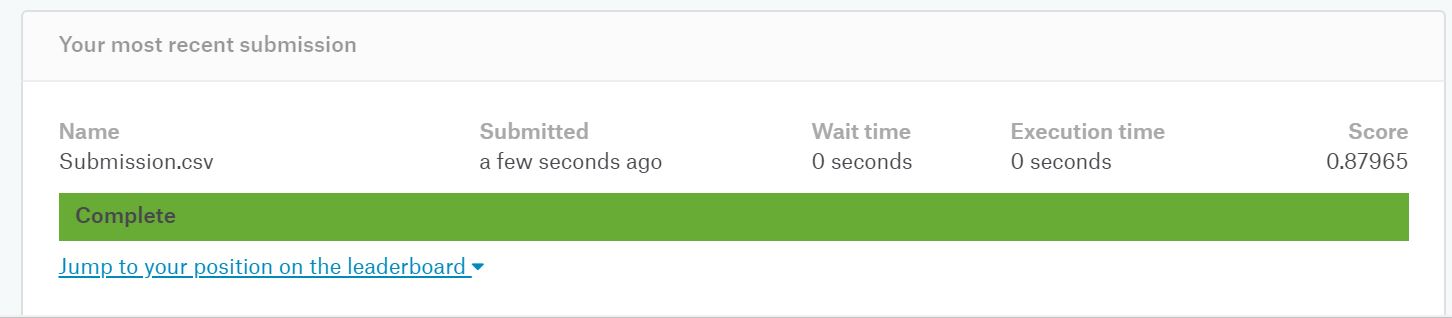 Your most recent submission
Name Submitted Wait time Execution time Score
Submission.csv a few seconds ago 0 seconds 0 seconds 0.87965
Complete
Jump to your position on the leaderboard